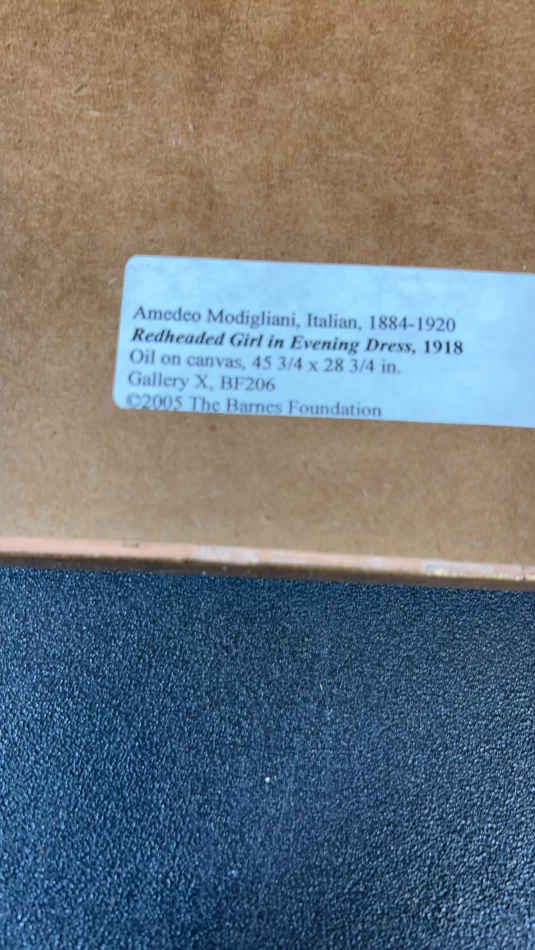 Amedeo Modigliani, Italian, 1884-1920
Redheaded Girl in Evening Dress, 1918
Oil on canvas, 45 3/4 x 28 3/4 in.
Gallery X, BF206
©2005 The Barnes Foundation